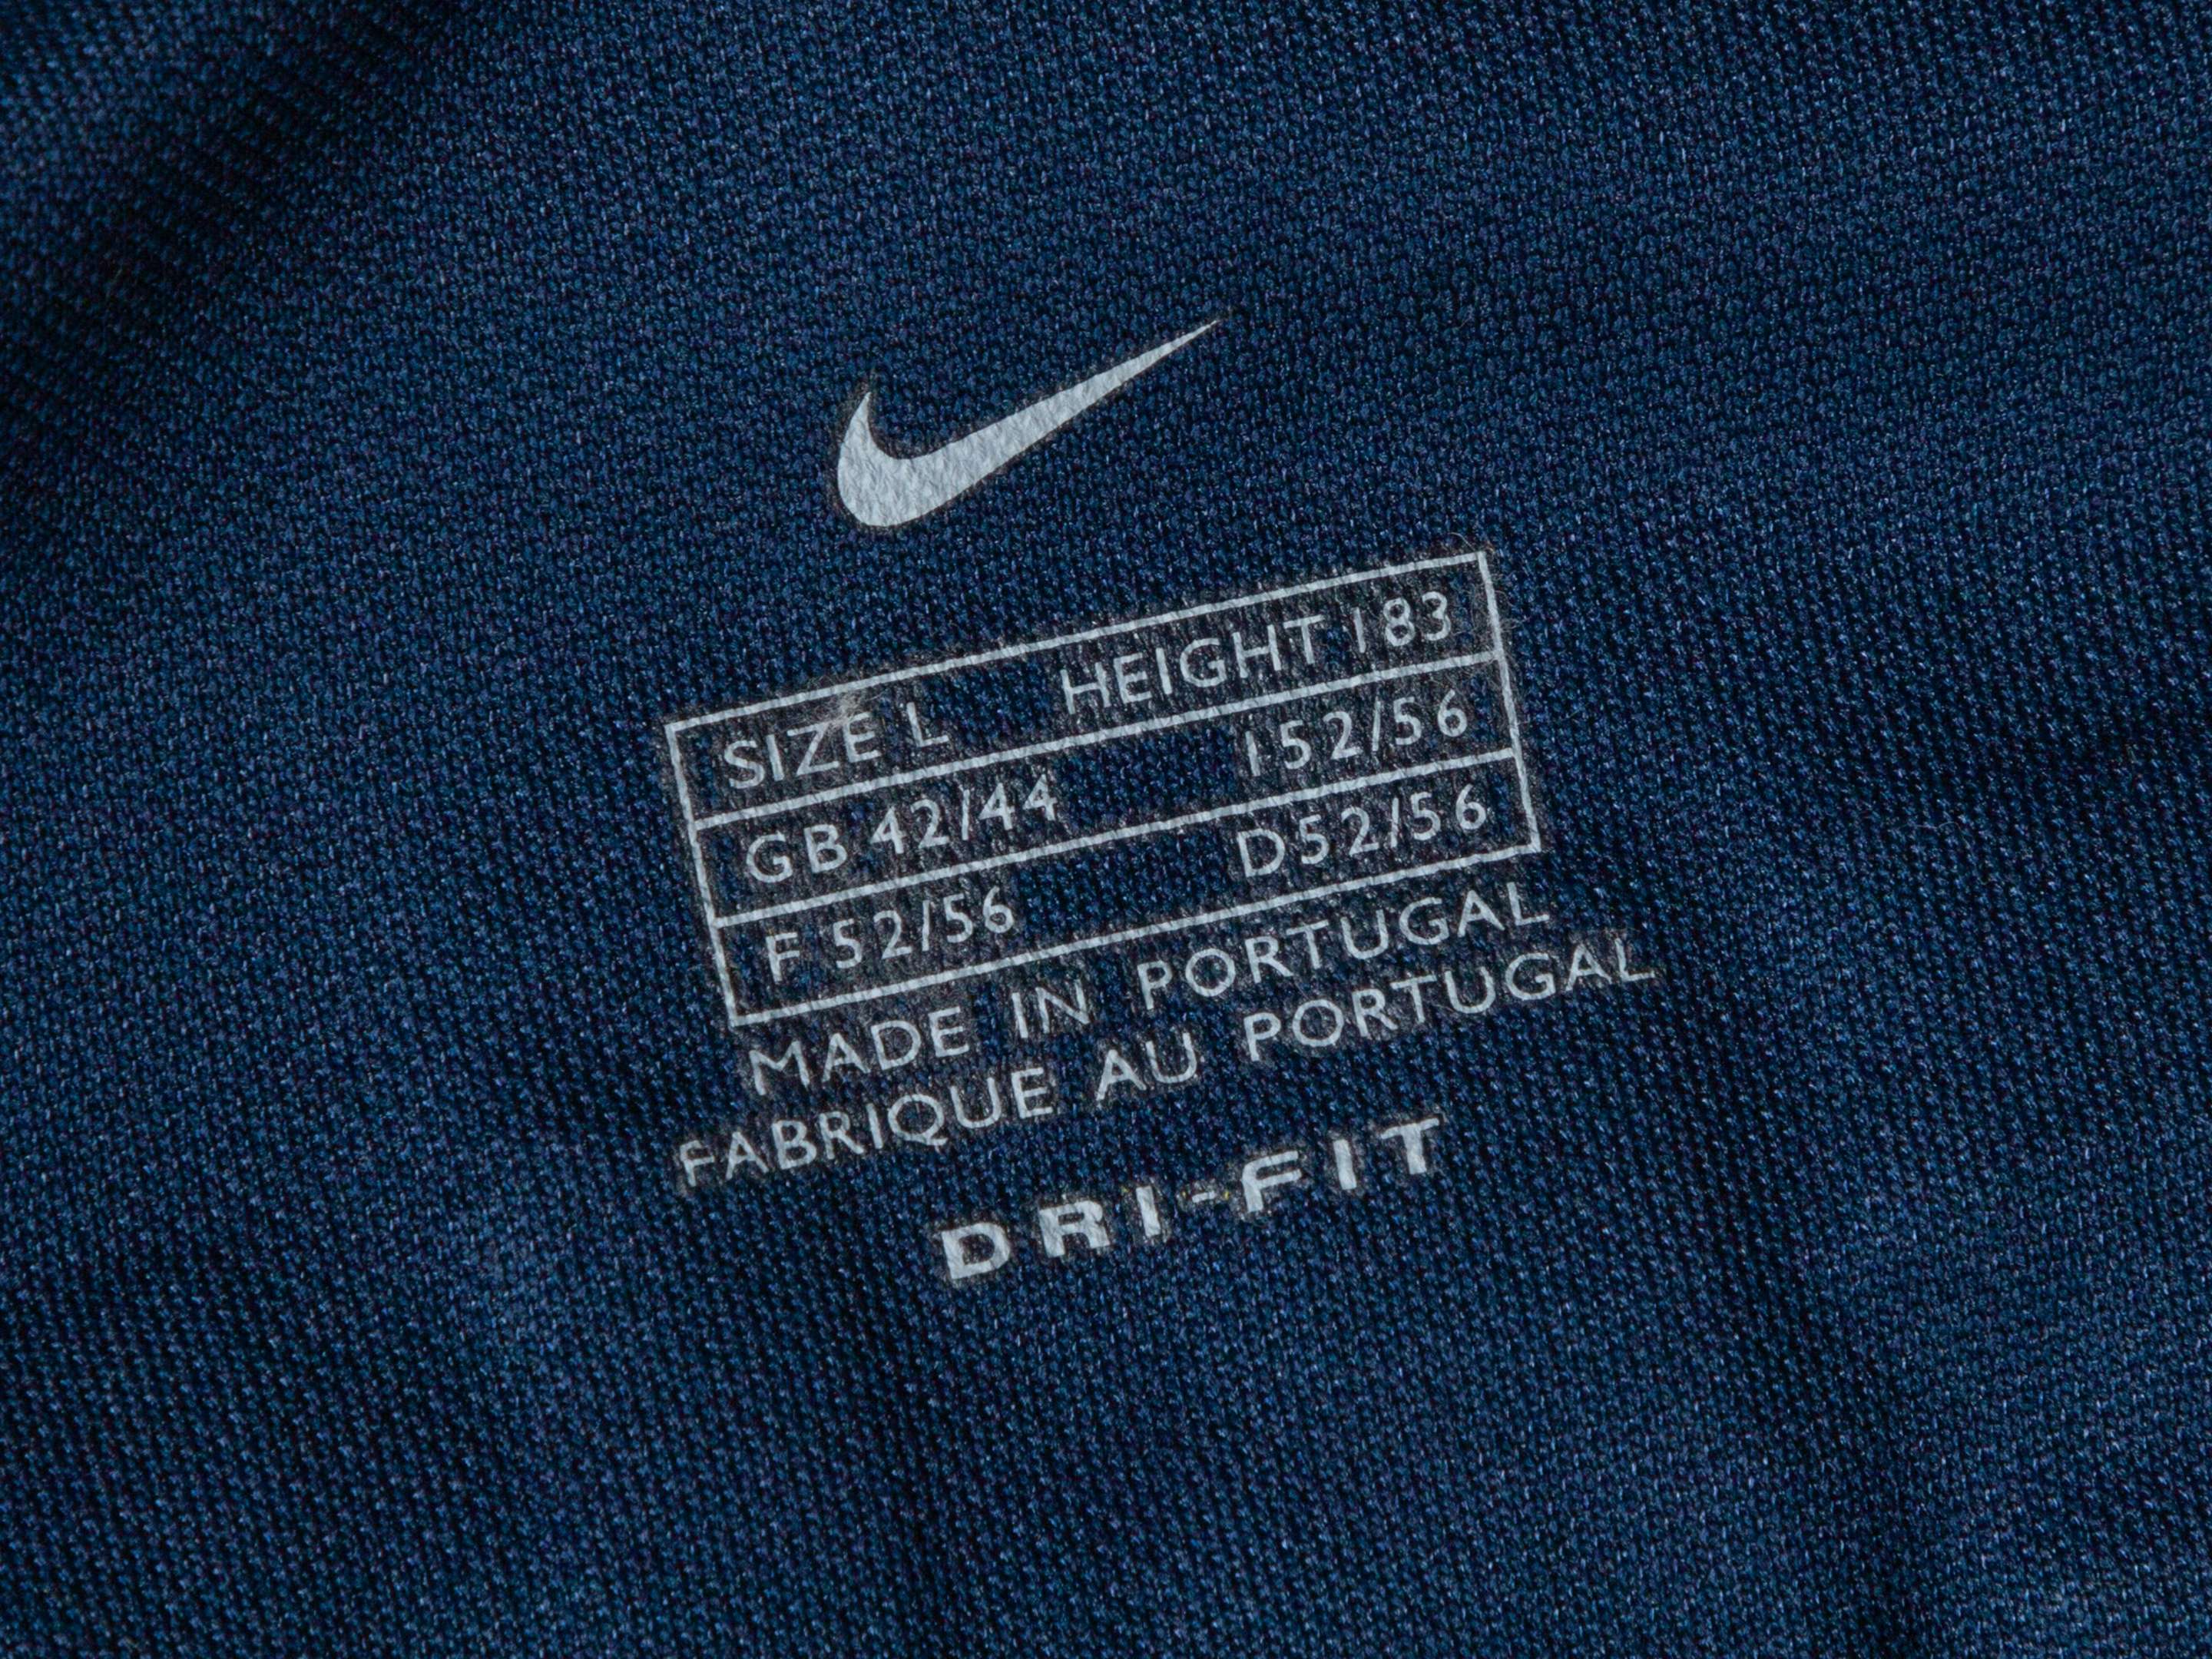 SIZE L HEIGHT 183
GB 42/44 I 52/56
F 52/56 D52/56
MADE IN PORTUGAL
FABRIQUE AU PORTUGAL
DRI-FIT